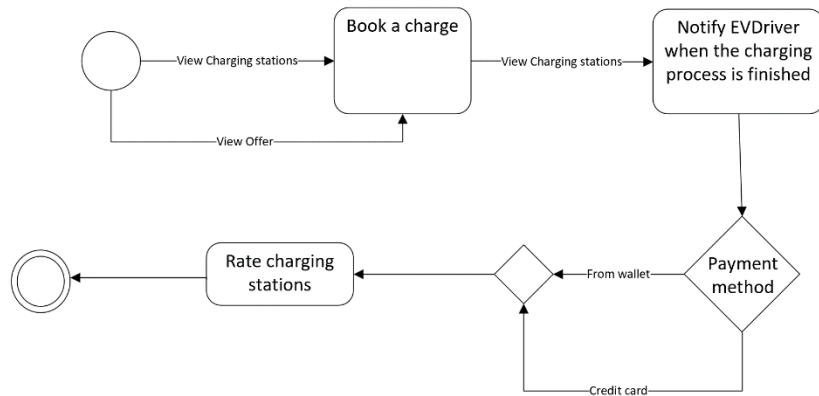 Book a charge
Notify EVDriver
when the charging
process is finished
View Charging stations
View Charging stations
View Offer
Rate charging
stations
From wallet
Payment
method
Credit card